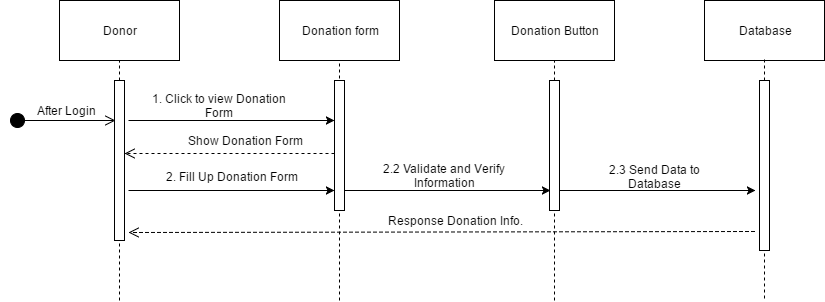 Donor
Donation form
Donation Button
Database
After Login
1. Click to view Donation
Form
Show Donation Form
2. Fill Up Donation Form
2.2 Validate and Verify
Information
2.3 Send Data to
Database
Response Donation Info.